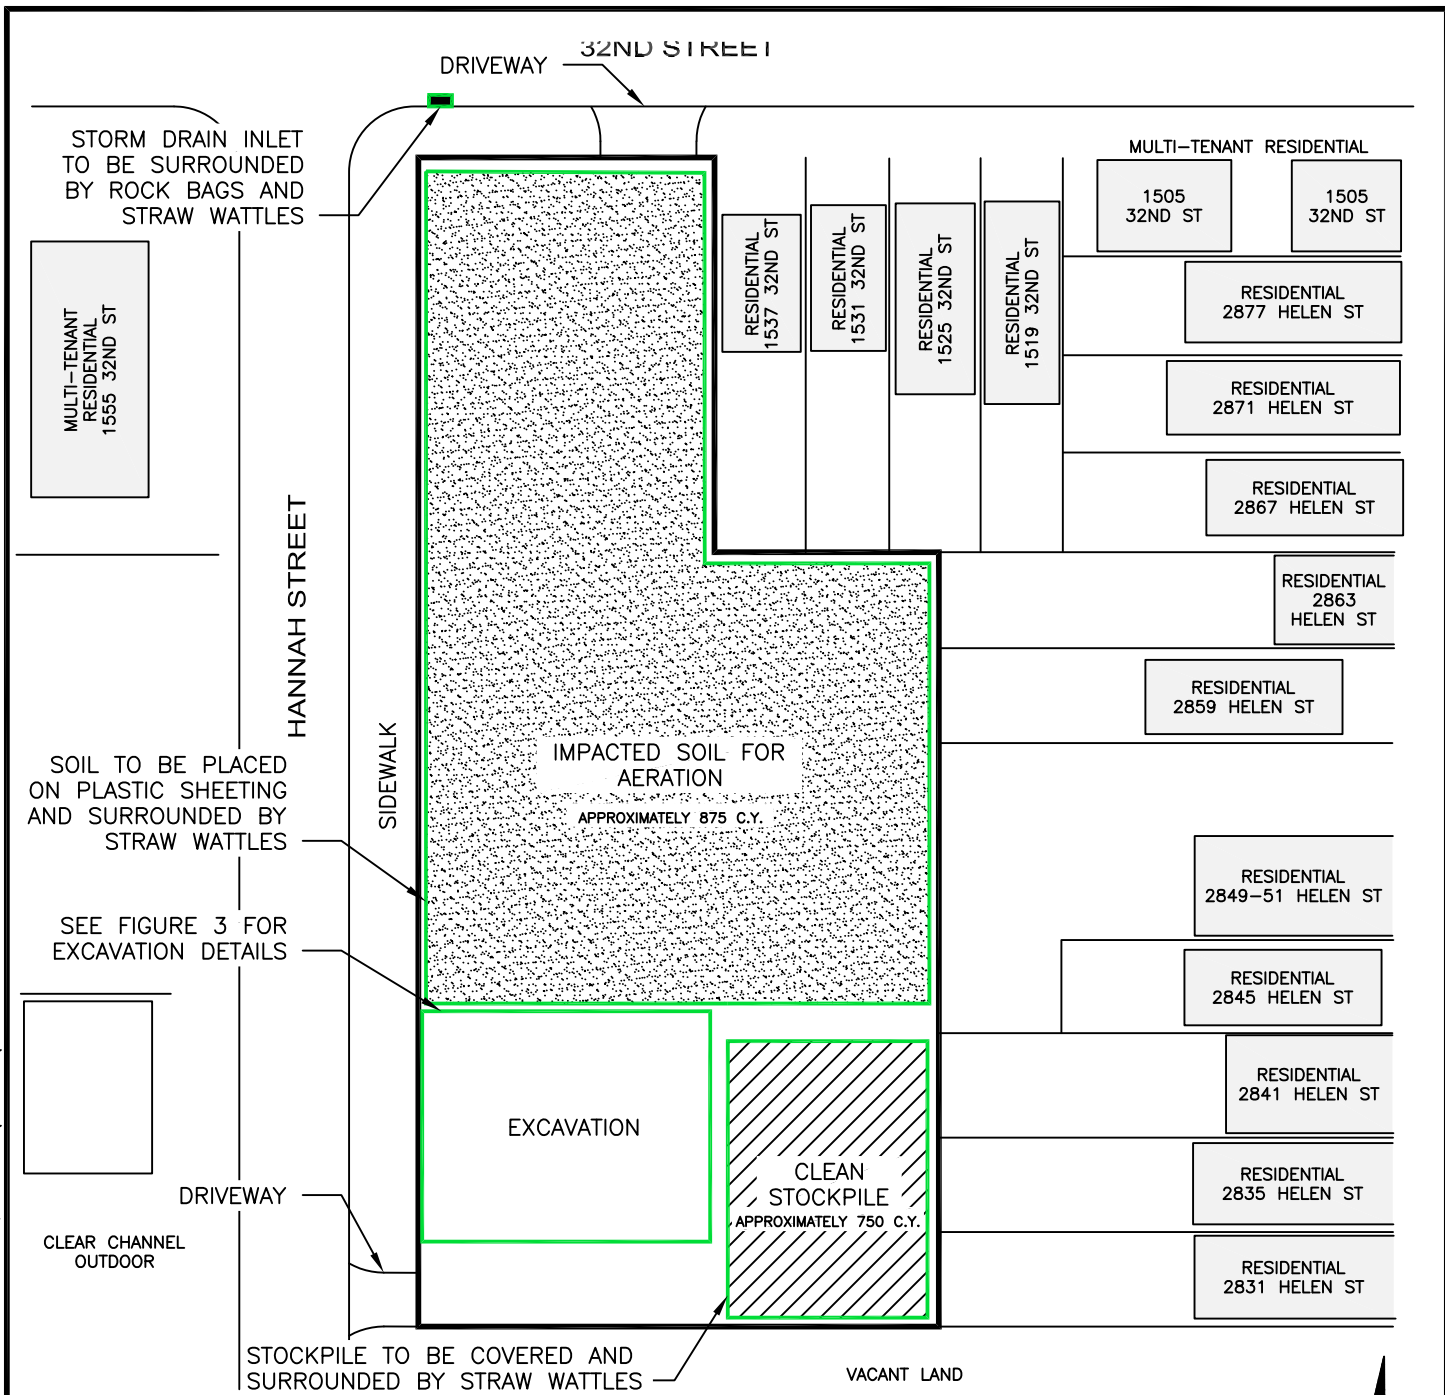 32ND STREET
DRIVEWAY
STORM DRAIN INLET
TO BE SURROUNDED
BY ROCK BAGS AND
STRAW WATTLES
MULTI-TENANT RESIDENTIAL
1505
32ND ST
1505
32ND ST
RESIDENTIAL
1537 32ND ST
RESIDENTIAL
1531 32ND ST
RESIDENTIAL
1525 32ND ST
RESIDENTIAL
1519 32ND ST
RESIDENTIAL
2877 HELEN ST
MULTI-TENANT
RESIDENTIAL
1555 32ND ST
RESIDENTIAL
2871 HELEN ST
RESIDENTIAL
2867 HELEN ST
HANNAH STREET
RESIDENTIAL
2863
HELEN ST
RESIDENTIAL
2859 HELEN ST
SIDEWALK
IMPACTED SOIL FOR
AERATION
APPROXIMATELY 875 C.Y.
SOIL TO BE PLACED
ON PLASTIC SHEETING
AND SURROUNDED BY
STRAW WATTLES
RESIDENTIAL
2849-51 HELEN ST
SEE FIGURE 3 FOR
EXCAVATION DETAILS
RESIDENTIAL
2845 HELEN ST
RESIDENTIAL
2841 HELEN ST
EXCAVATION
CLEAN
STOCKPILE
APPROXIMATELY 750 C.Y.
RESIDENTIAL
2835 HELEN ST
DRIVEWAY
CLEAR CHANNEL
OUTDOOR
RESIDENTIAL
2831 HELEN ST
STOCKPILE TO BE COVERED AND
SURROUNDED BY STRAW WATTLES
VACANT LAND